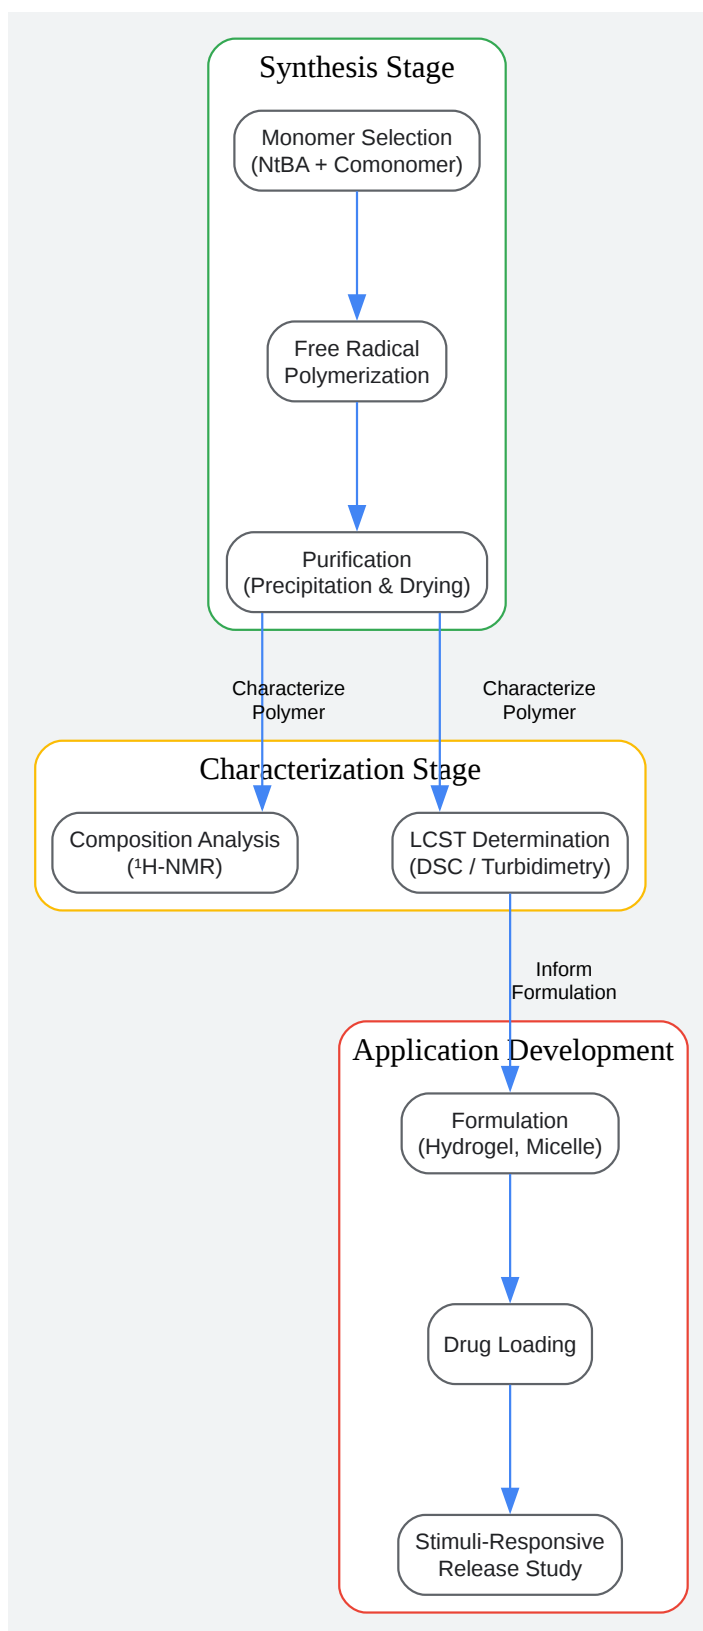 Synthesis Stage
Monomer Selection
(NtBA + Comonomer)
Free Radical
Polymerization
Purification
(Precipitation & Drying)
Characterize
Polymer
Characterize
Polymer
Characterization Stage
Composition Analysis
(¹H-NMR)
LCST Determination
(DSC / Turbidimetry)
Inform
Formulation
Application Development
Formulation
(Hydrogel, Micelle)
Drug Loading
Stimuli-Responsive
Release Study